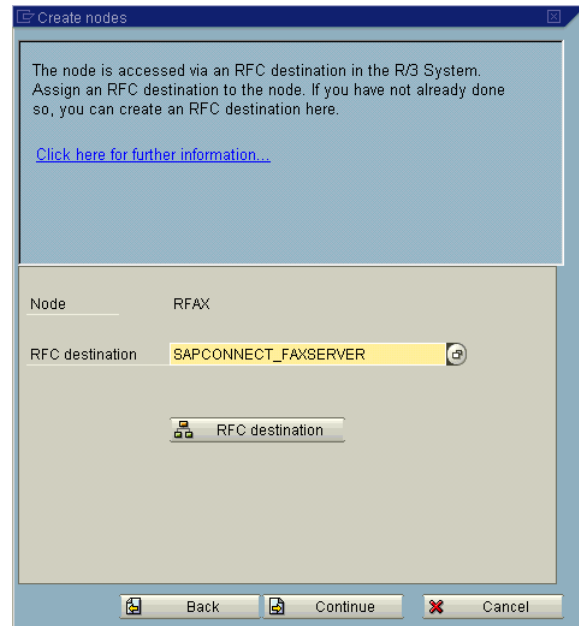 Create nodes
The node is accessed via an RFC destination in the R/3 System.
Assign an RFC destination to the node. If you have not already done
so, you can create an RFC destination here.
Click here for further information...
Node RFAX
RFC destination SAPCONNECT_FAXSERVER
RFC destination
Back Continue Cancel